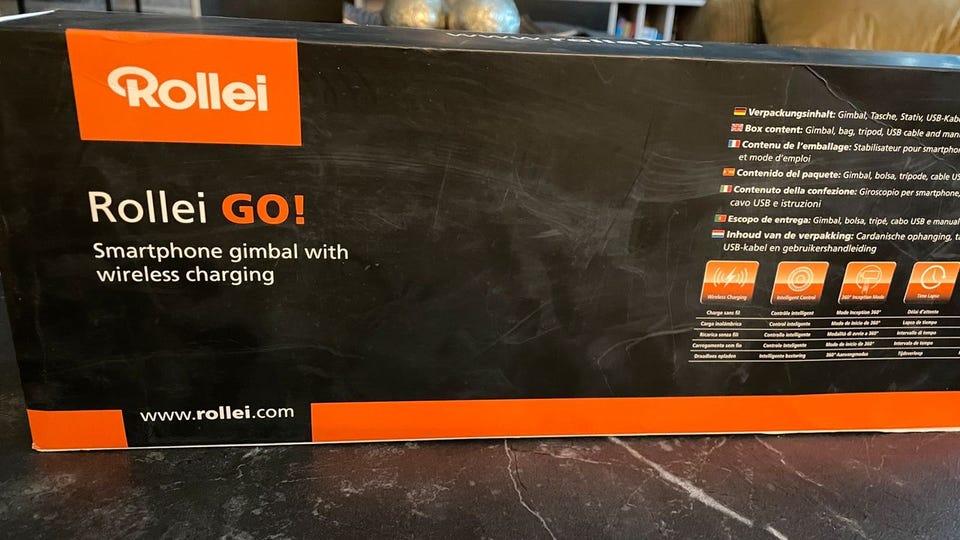 Rollei
Rollei GO!
Smartphone gimbal with
wireless charging
www.rollei.com
Verpackungsinhalt: Gimbal, Tasche, Stativ,
Box content: Gimbal, bag, tripod, USB cable and
Contenu de l'emballage: Stabilisateur pour
et mode d'emploi
Contenido del paquete: Gimbal, bolsa, trípode, cable
Contenuto della confezione: Giroscopio per smartphone,
cavo USB e istruzioni
Escopo de entrega: Gimbal, bolsa, tripé, cabo USB e manual
Inhoud van de verpakking: Cardanische ophanging,
USB-kabel en gebruikershandleiding
Wireless Charging Intelligent Control 360° Inception Mode Time Lapse
Charge sans fil Contrôle intelligent Mode Inception 360° Délai d'attente
Carga inalámbrica Control inteligente Modo de inicio de 360° Lapso de tiempo
Ricarica senza fili Controllo intelligente Modalità di avvio a 360° Intervallo di tempo
Carregamento sem fio Controle inteligente Modo de início de 360° Intervalo de tempo
Draadloos opladen Intelligente besturing 360° Aanvangmodus Tijdsverloop